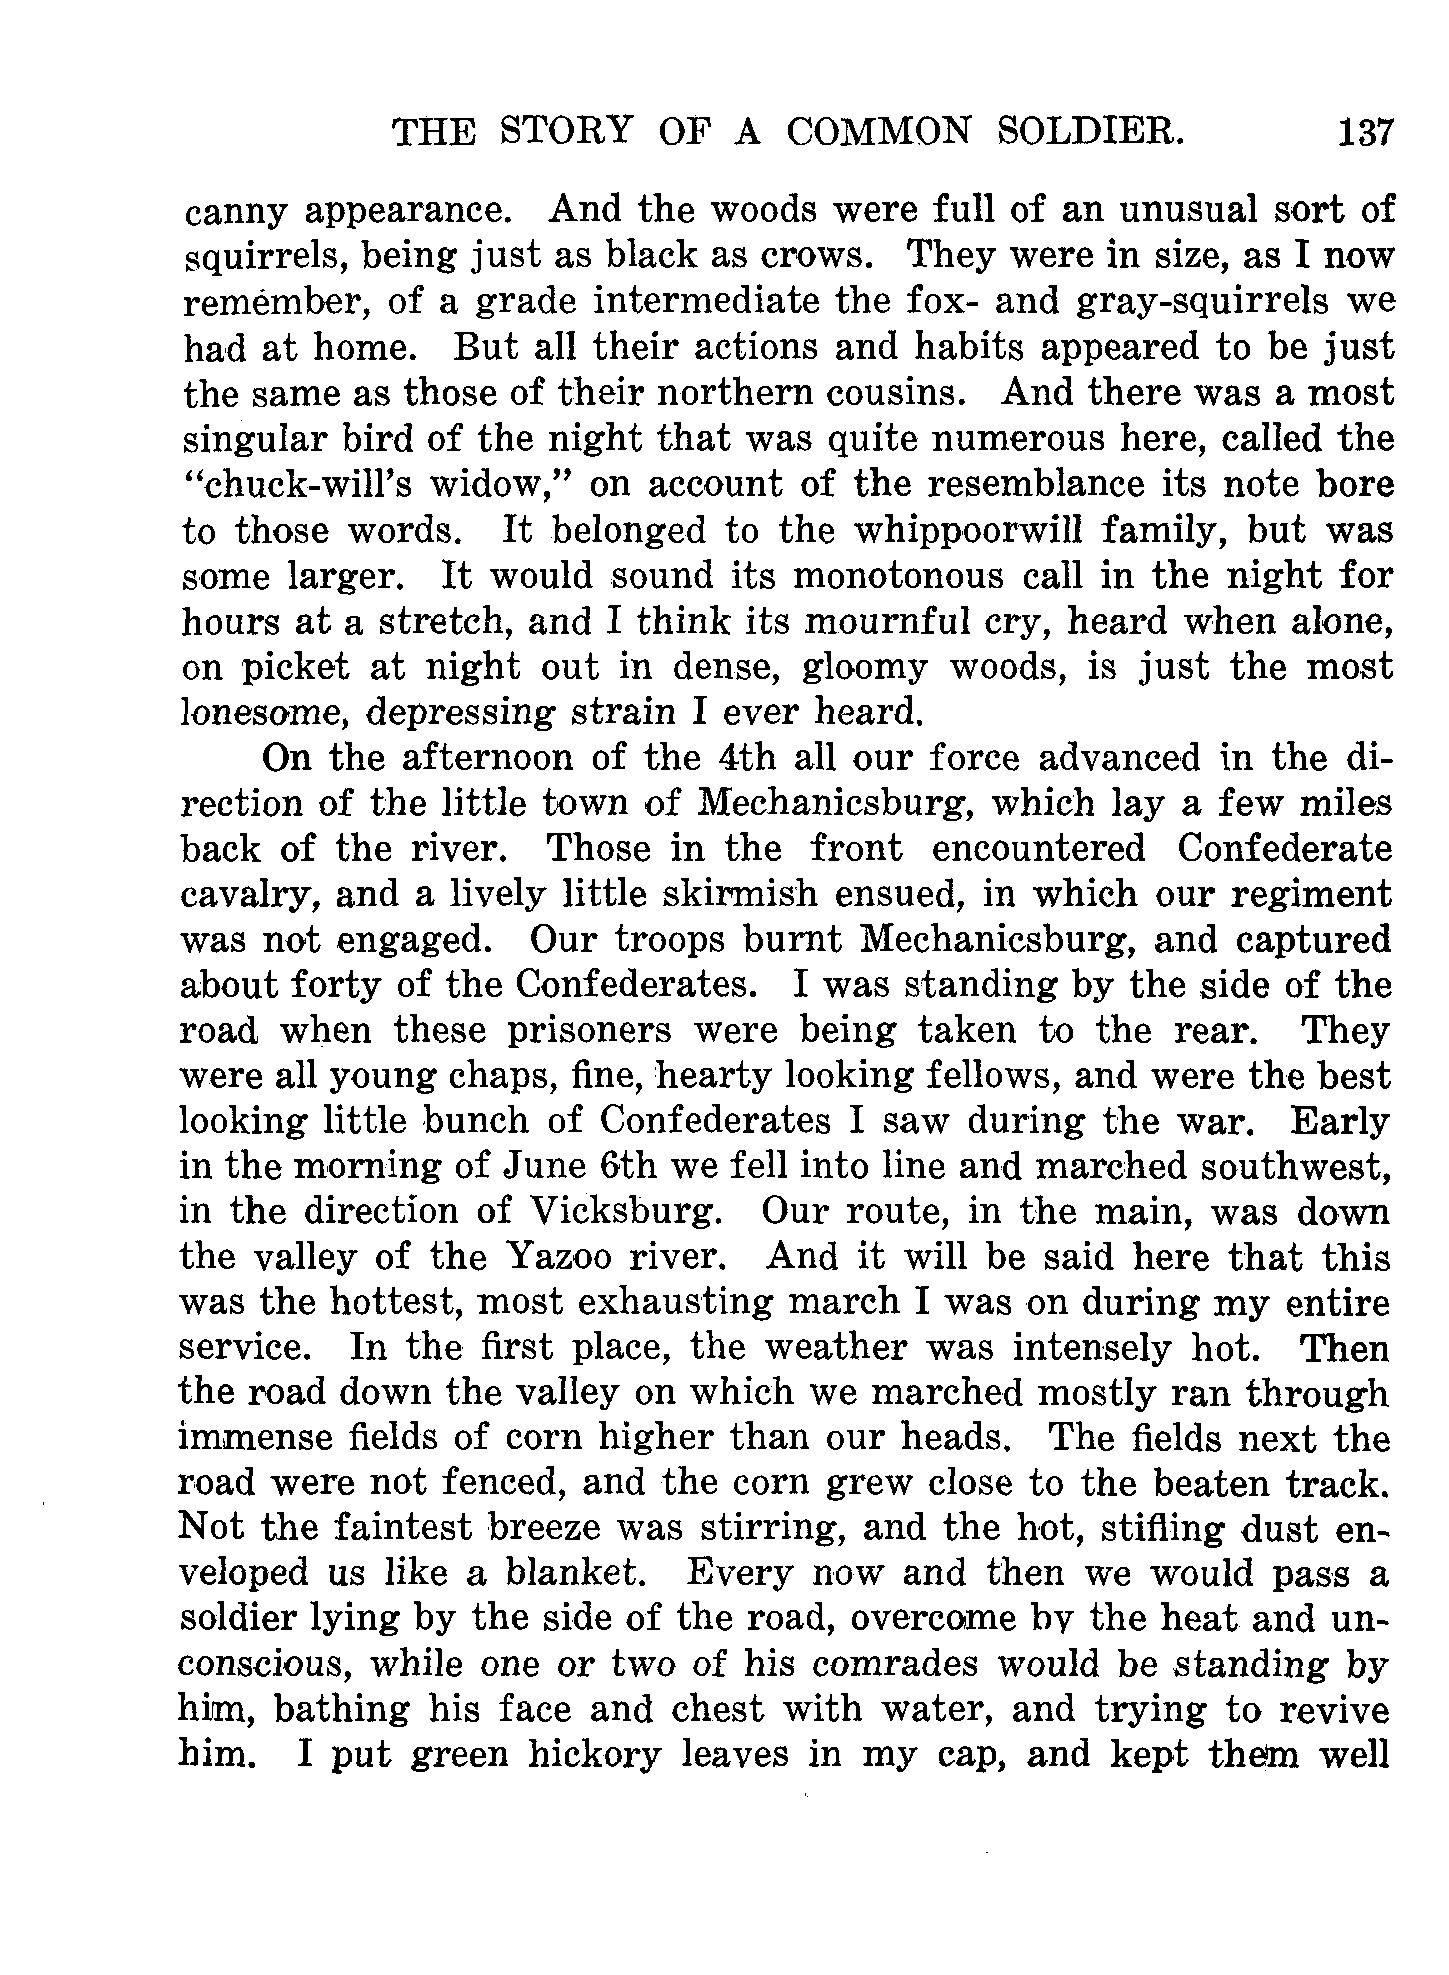 THE STORY OF A COMMON SOLDIER. 137
canny appearance. And the woods were full of an unusual sort of
squirrels, being just as black as crows. They were in size, as I now
remember, of a grade intermediate the fox- and gray-squirrels we
had at home. But all their actions and habits appeared to be just
the same as those of their northern cousins. And there was a most
singular bird of the night that was quite numerous here, called the
“chuck-will’s widow,” on account of the resemblance its note bore
to those words. It belonged to the whippoorwill family, but was
some larger. It would sound its monotonous call in the night for
hours at a stretch, and I think its mournful cry, heard when alone,
on picket at night out in dense, gloomy woods, is just the most
lonesome, depressing strain I ever heard.
On the afternoon of the 4th all our force advanced in the di-
rection of the little town of Mechanicsburg, which lay a few miles
back of the river. Those in the front encountered Confederate
cavalry, and a lively little skirmish ensued, in which our regiment
was not engaged. Our troops burnt Mechanicsburg, and captured
about forty of the Confederates. I was standing by the side of the
road when these prisoners were being taken to the rear. They
were all young chaps, fine, hearty looking fellows, and were the best
looking little bunch of Confederates I saw during the war. Early
in the morning of June 6th we fell into line and marched southwest,
in the direction of Vicksburg. Our route, in the main, was down
the valley of the Yazoo river. And it will be said here that this
was the hottest, most exhausting march I was on during my entire
service. In the first place, the weather was intensely hot. Then
the road down the valley on which we marched mostly ran through
immense fields of corn higher than our heads. The fields next the
road were not fenced, and the corn grew close to the beaten track.
Not the faintest breeze was stirring, and the hot, stifling dust en-
veloped us like a blanket. Every now and then we would pass a
soldier lying by the side of the road, overcome by the heat and un-
conscious, while one or two of his comrades would be standing by
him, bathing his face and chest with water, and trying to revive
him. I put green hickory leaves in my cap, and kept them well